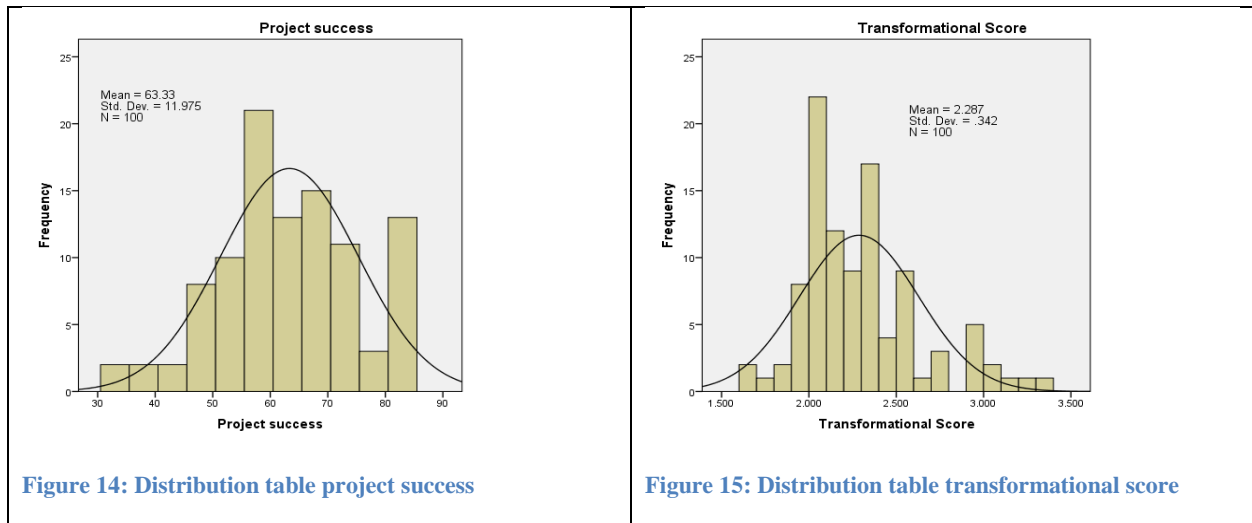 Project success
25
20
15
10
5
0
Frequency
Mean = 63.33
Std. Dev. = 11.975
N = 100
30 40 50 60 70 80 90
Project success
Figure 14: Distribution table project success
Transformational Score
25
20
15
10
5
0
Frequency
Mean = 2.287
Std. Dev. = .342
N = 100
1.500 2.000 2.500 3.000 3.500
Transformational Score
Figure 15: Distribution table transformational score